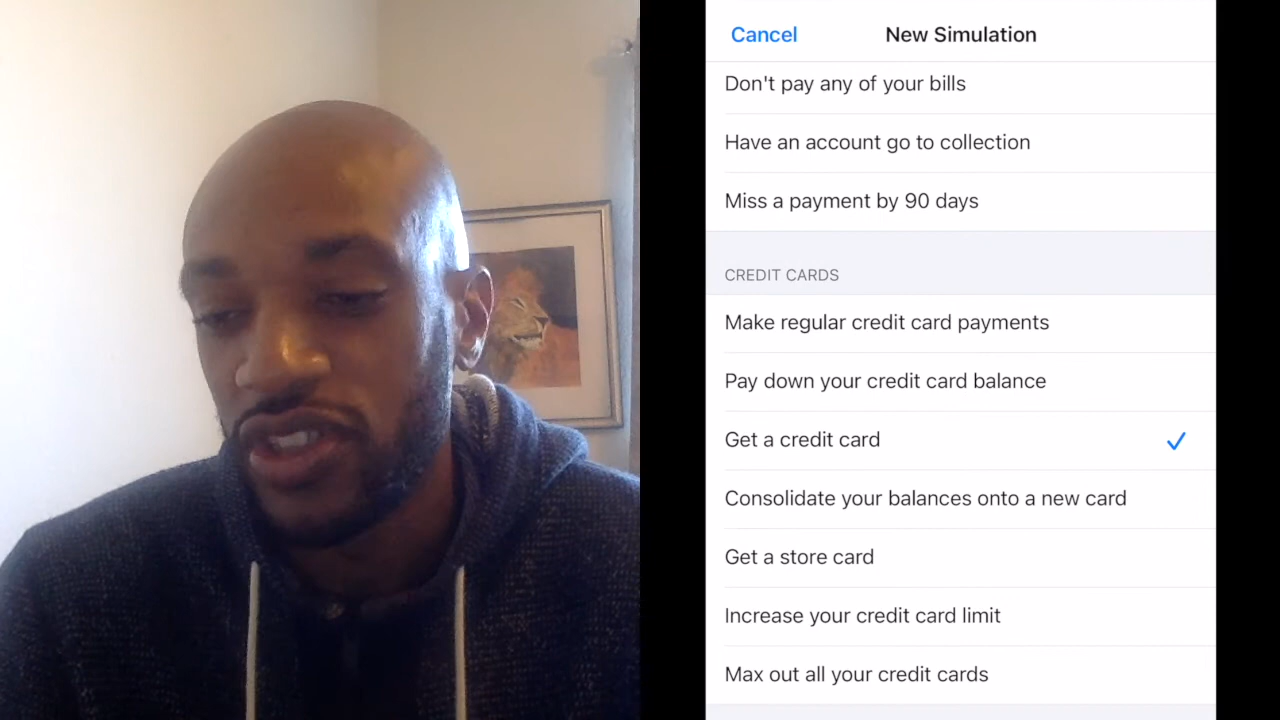 Cancel New Simulation
Don't pay any of your bills
Have an account go to collection
Miss a payment by 90 days
CREDIT CARDS
Make regular credit card payments
Pay down your credit card balance
Get a credit card
Consolidate your balances onto a new card
Get a store card
Increase your credit card limit
Max out all your credit cards